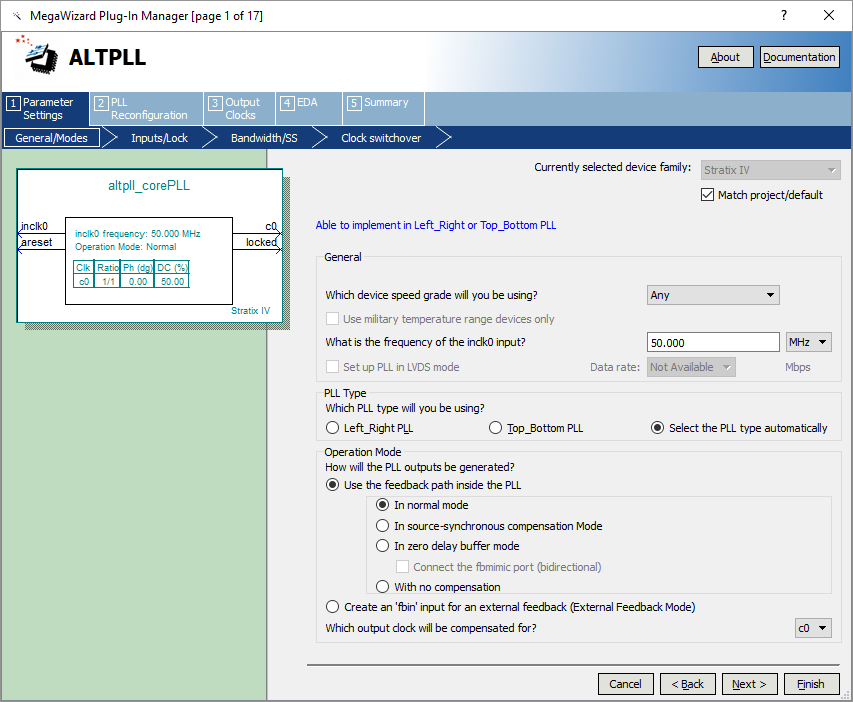 MegaWizard Plug-In Manager [page 1 of 17]
?
ALTPLL
About
Documentation
1 Parameter Settings
2 PLL Reconfiguration
3 Output Clocks
4 EDA
5 Summary
General/Modes
Inputs/Lock
Bandwidth/SS
Clock switchover
altpll_corePLL
inclk0
areset
inclk0 frequency: 50.000 MHz
Operation Mode: Normal
Clk Ratio Ph (dg) DC (%)
c0 1/1 0.00 50.00
c0
locked
Stratix IV
Currently selected device family: Stratix IV
Match project/default
Able to implement in Left_Right or Top_Bottom PLL
General
Which device speed grade will you be using? Any
Use military temperature range devices only
What is the frequency of the inclk0 input? 50.000 MHz
Set up PLL in LVDS mode Data rate: Not Available Mbps
PLL Type
Which PLL type will you be using?
Left_Right PLL Top_Bottom PLL Select the PLL type automatically
Operation Mode
How will the PLL outputs be generated?
Use the feedback path inside the PLL
In normal mode
In source-synchronous compensation Mode
In zero delay buffer mode
Connect the fbmimic port (bidirectional)
With no compensation
Create an 'fbin' input for an external feedback (External Feedback Mode)
Which output clock will be compensated for? c0
Cancel < Back Next > Finish